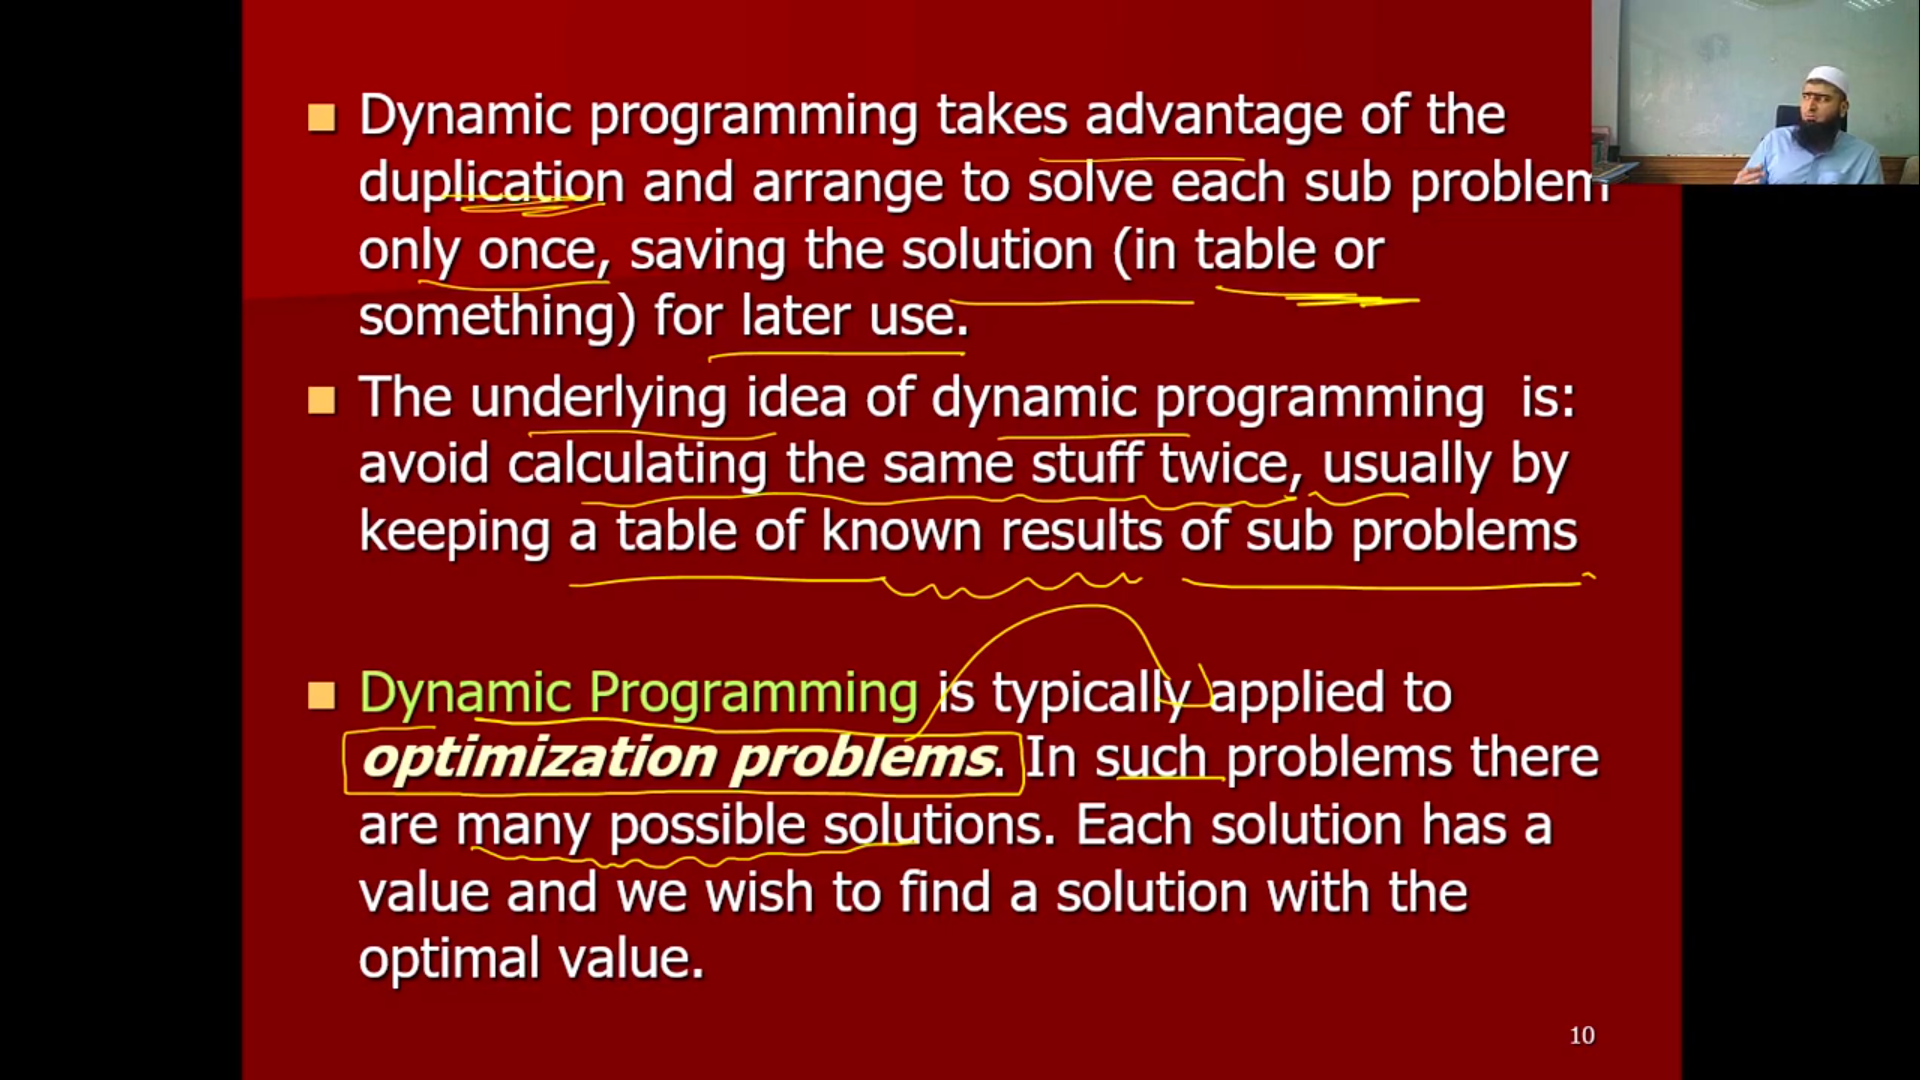 Dynamic programming takes advantage of the
duplication and arrange to solve each sub problem
only once, saving the solution (in table or
something) for later use.
The underlying idea of dynamic programming is:
avoid calculating the same stuff twice, usually by
keeping a table of known results of sub problems
Dynamic Programming is typically applied to
optimization problems. In such problems there
are many possible solutions. Each solution has a
value and we wish to find a solution with the
optimal value.
10